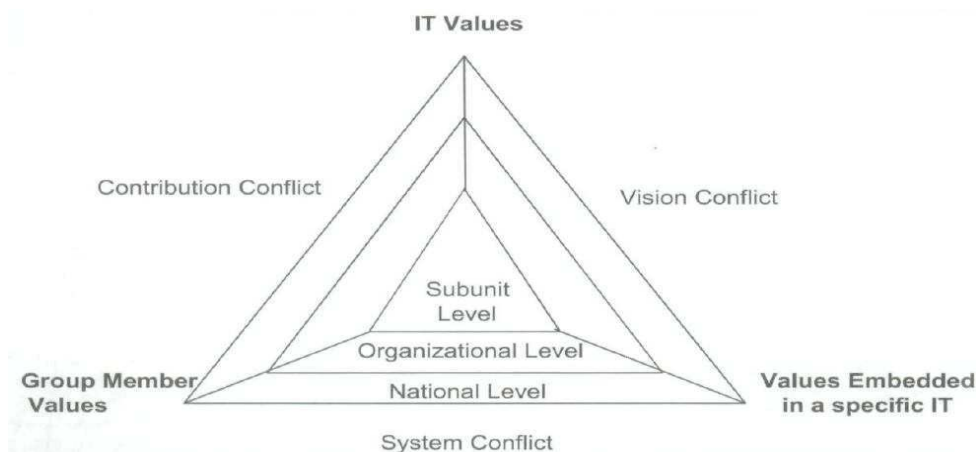 IT Values
Contribution Conflict
Vision Conflict
Subunit
Level
Organizational Level
National Level
Group Member
Values
Values Embedded
in a specific IT
System Conflict